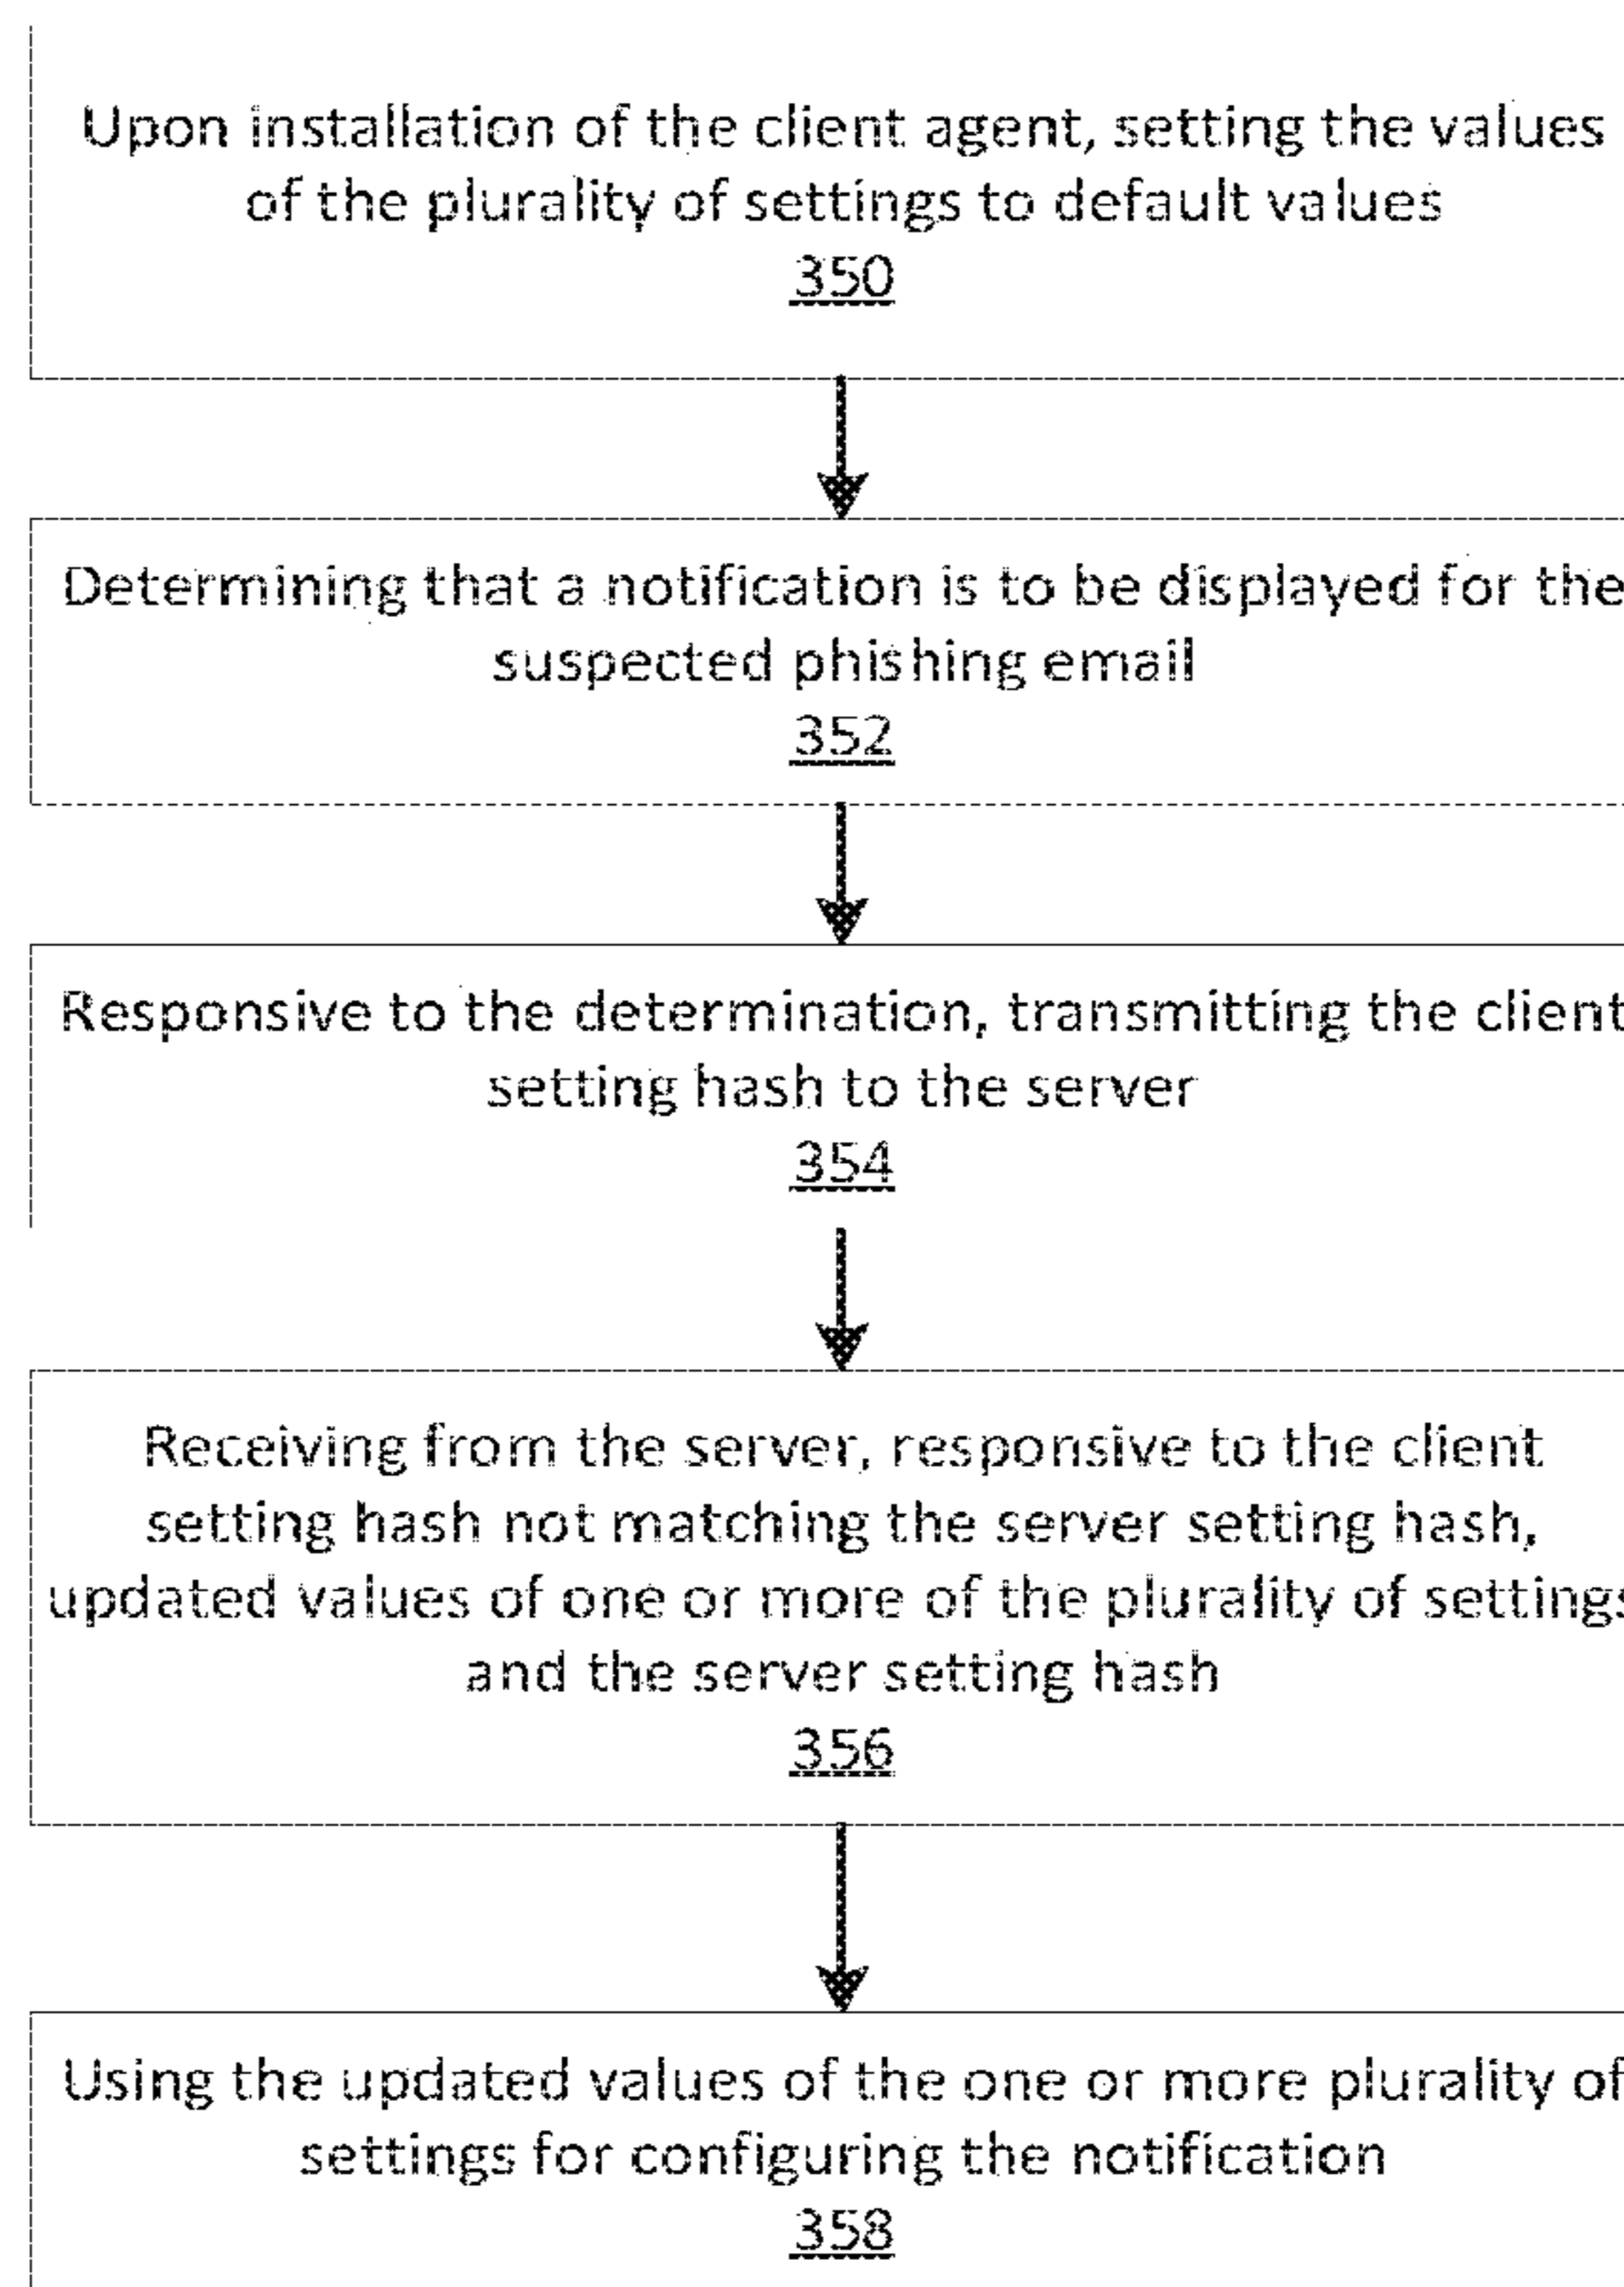 Upon installation of the client agent, setting the values
of the plurality of settings to default values
350
Determining that a notification is to be displayed for the
suspected phishing email
352
Responsive to the determination, transmitting the client
setting hash to the server
354
Receiving from the server, responsive to the client
setting hash not matching the server setting hash,
updated values of one or more of the plurality of settings
and the server setting hash
356
Using the updated values of the one or more plurality of
settings for configuring the notification
358